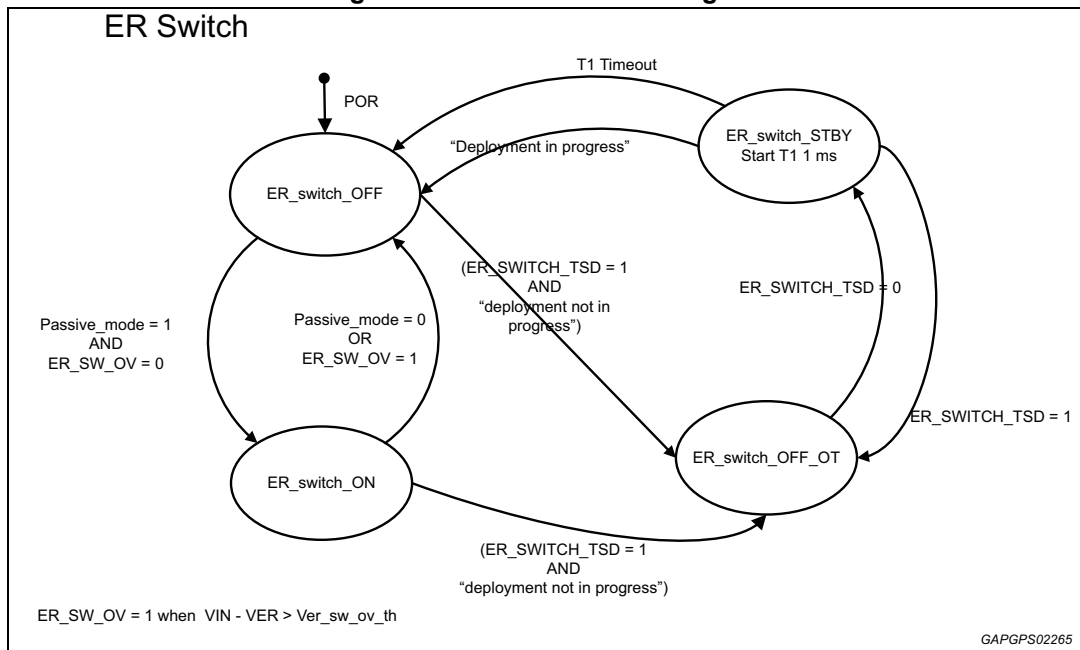 ER Switch
T1 Timeout
POR
ER_switch_STBY
Start T1 1 ms
“Deployment in progress”
ER_switch_OFF
(ER_SWITCH_TSD = 1
AND
“deployment not in
progress”)
ER_SWITCH_TSD = 0
Passive_mode = 1
AND
ER_SW_OV = 0
Passive_mode = 0
OR
ER_SW_OV = 1
ER_SWITCH_TSD = 1
ER_switch_OFF_OT
ER_switch_ON
(ER_SWITCH_TSD = 1
AND
“deployment not in progress”)
ER_SW_OV = 1 when VIN - VER > Ver_sw_ov_th
GAPGPS02265